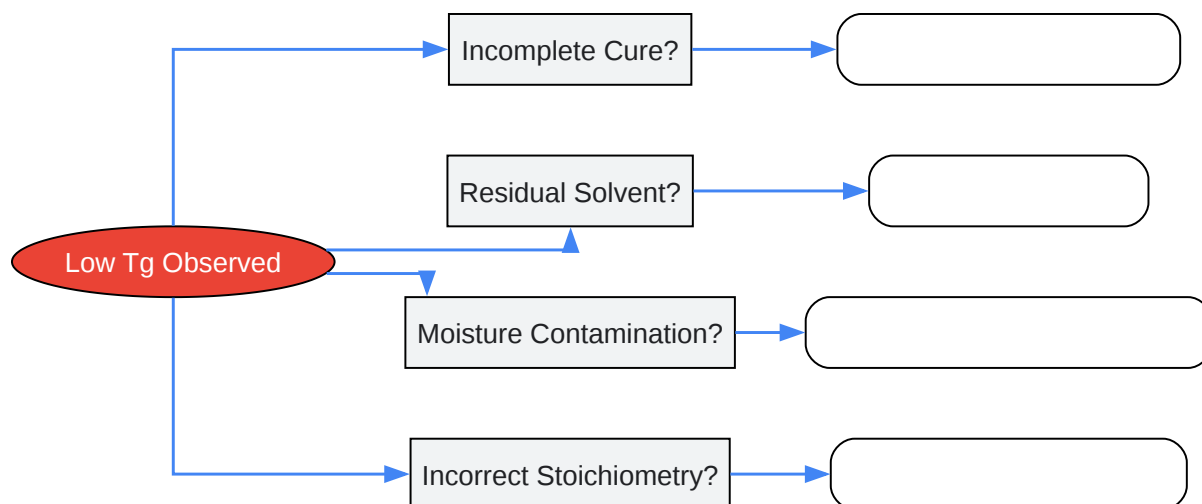 Incomplete Cure?
Residual Solvent?
Low Tg Observed
Moisture Contamination?
Incorrect Stoichiometry?